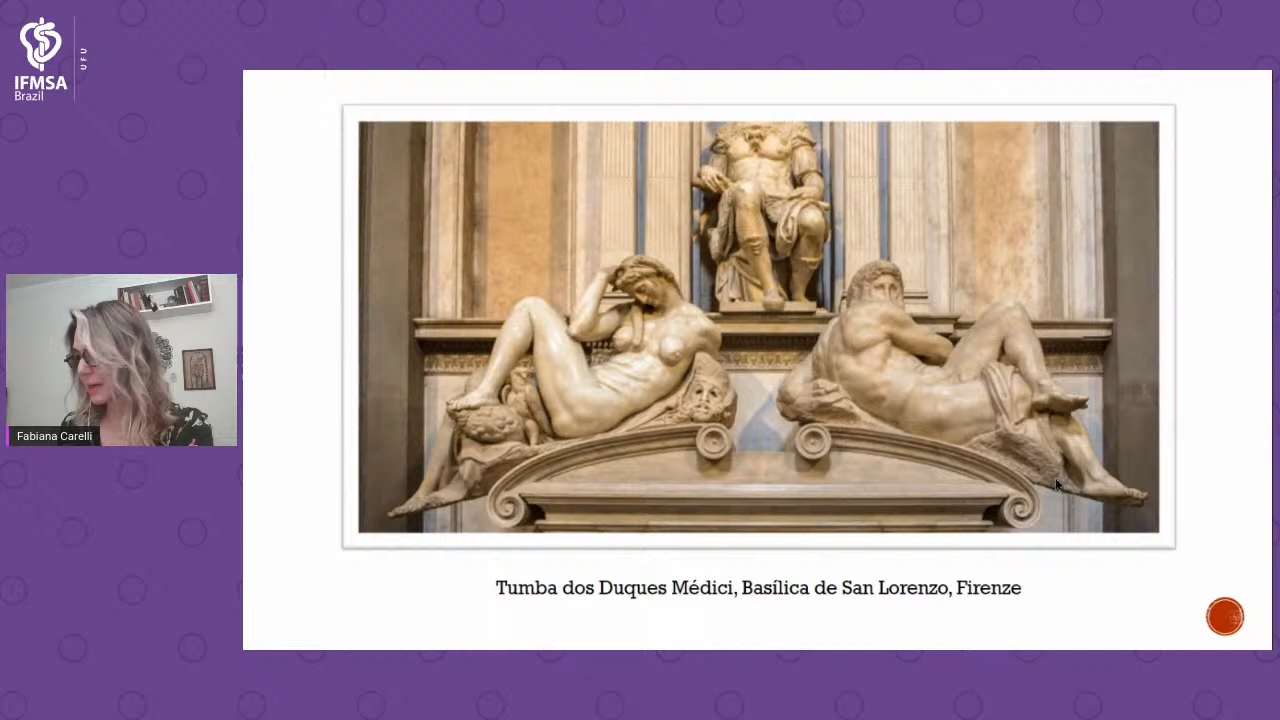 IFMSA
Brazil
UFU
Fabiana Carelli
Tumba dos Duques Médici, Basílica de San Lorenzo, Firenze